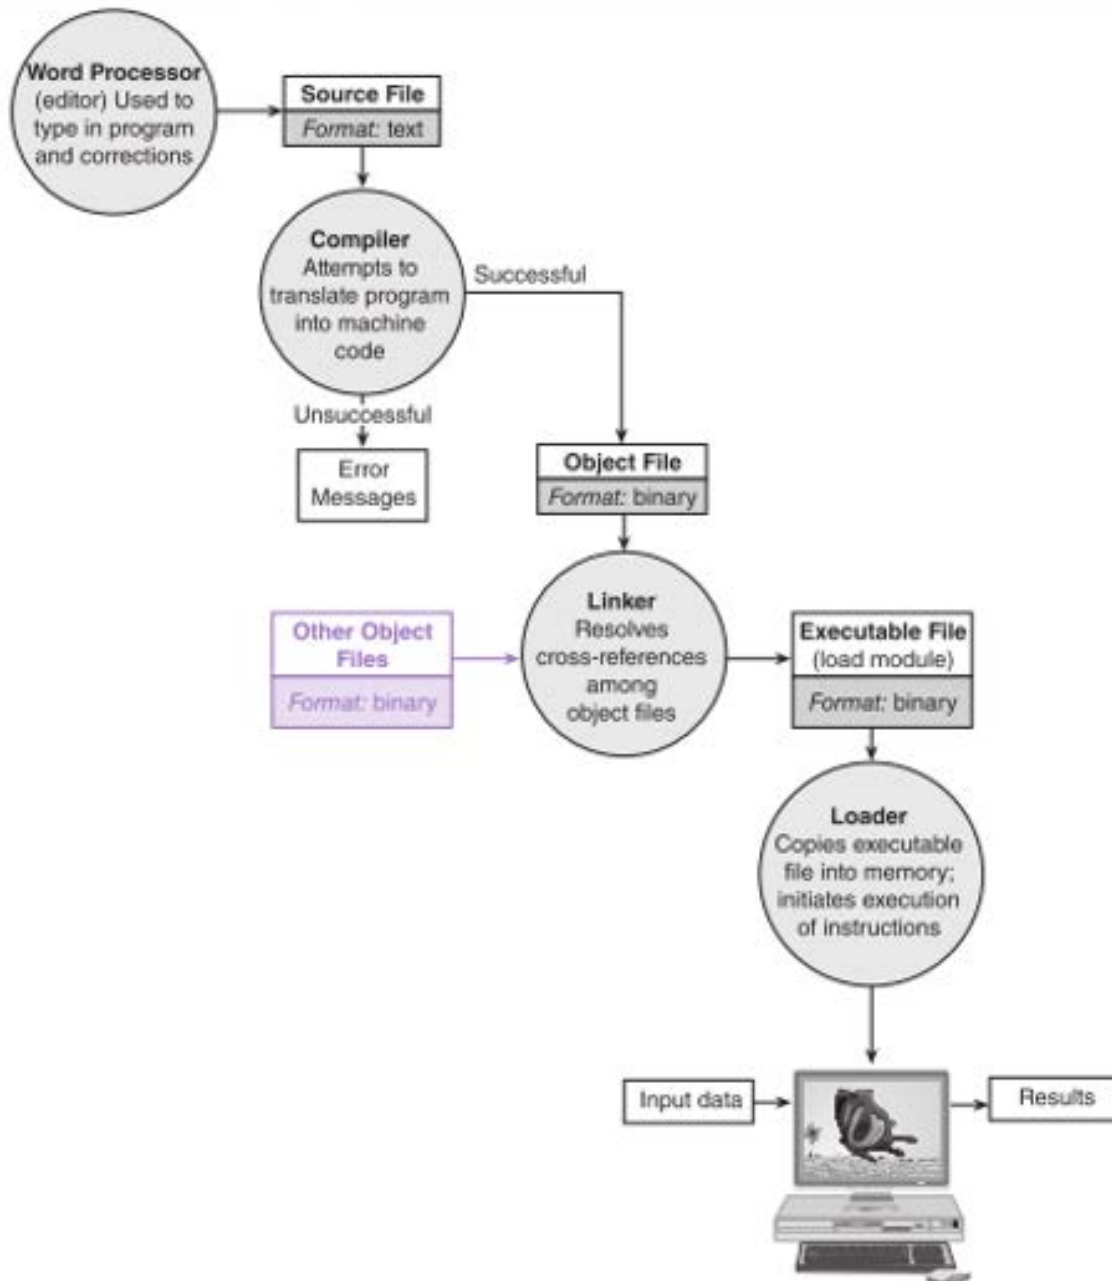 Word Processor
(editor) Used to
type in program
and corrections
Source File
Format: text
Compiler
Attempts to
translate program
into machine
code
Successful
Unsuccessful
Error
Messages
Object File
Format: binary
Other Object
Files
Format: binary
Linker
Resolves
cross-references
among
object files
Executable File
(load module)
Format: binary
Loader
Copies executable
file into memory;
initiates execution
of instructions
Input data
Results